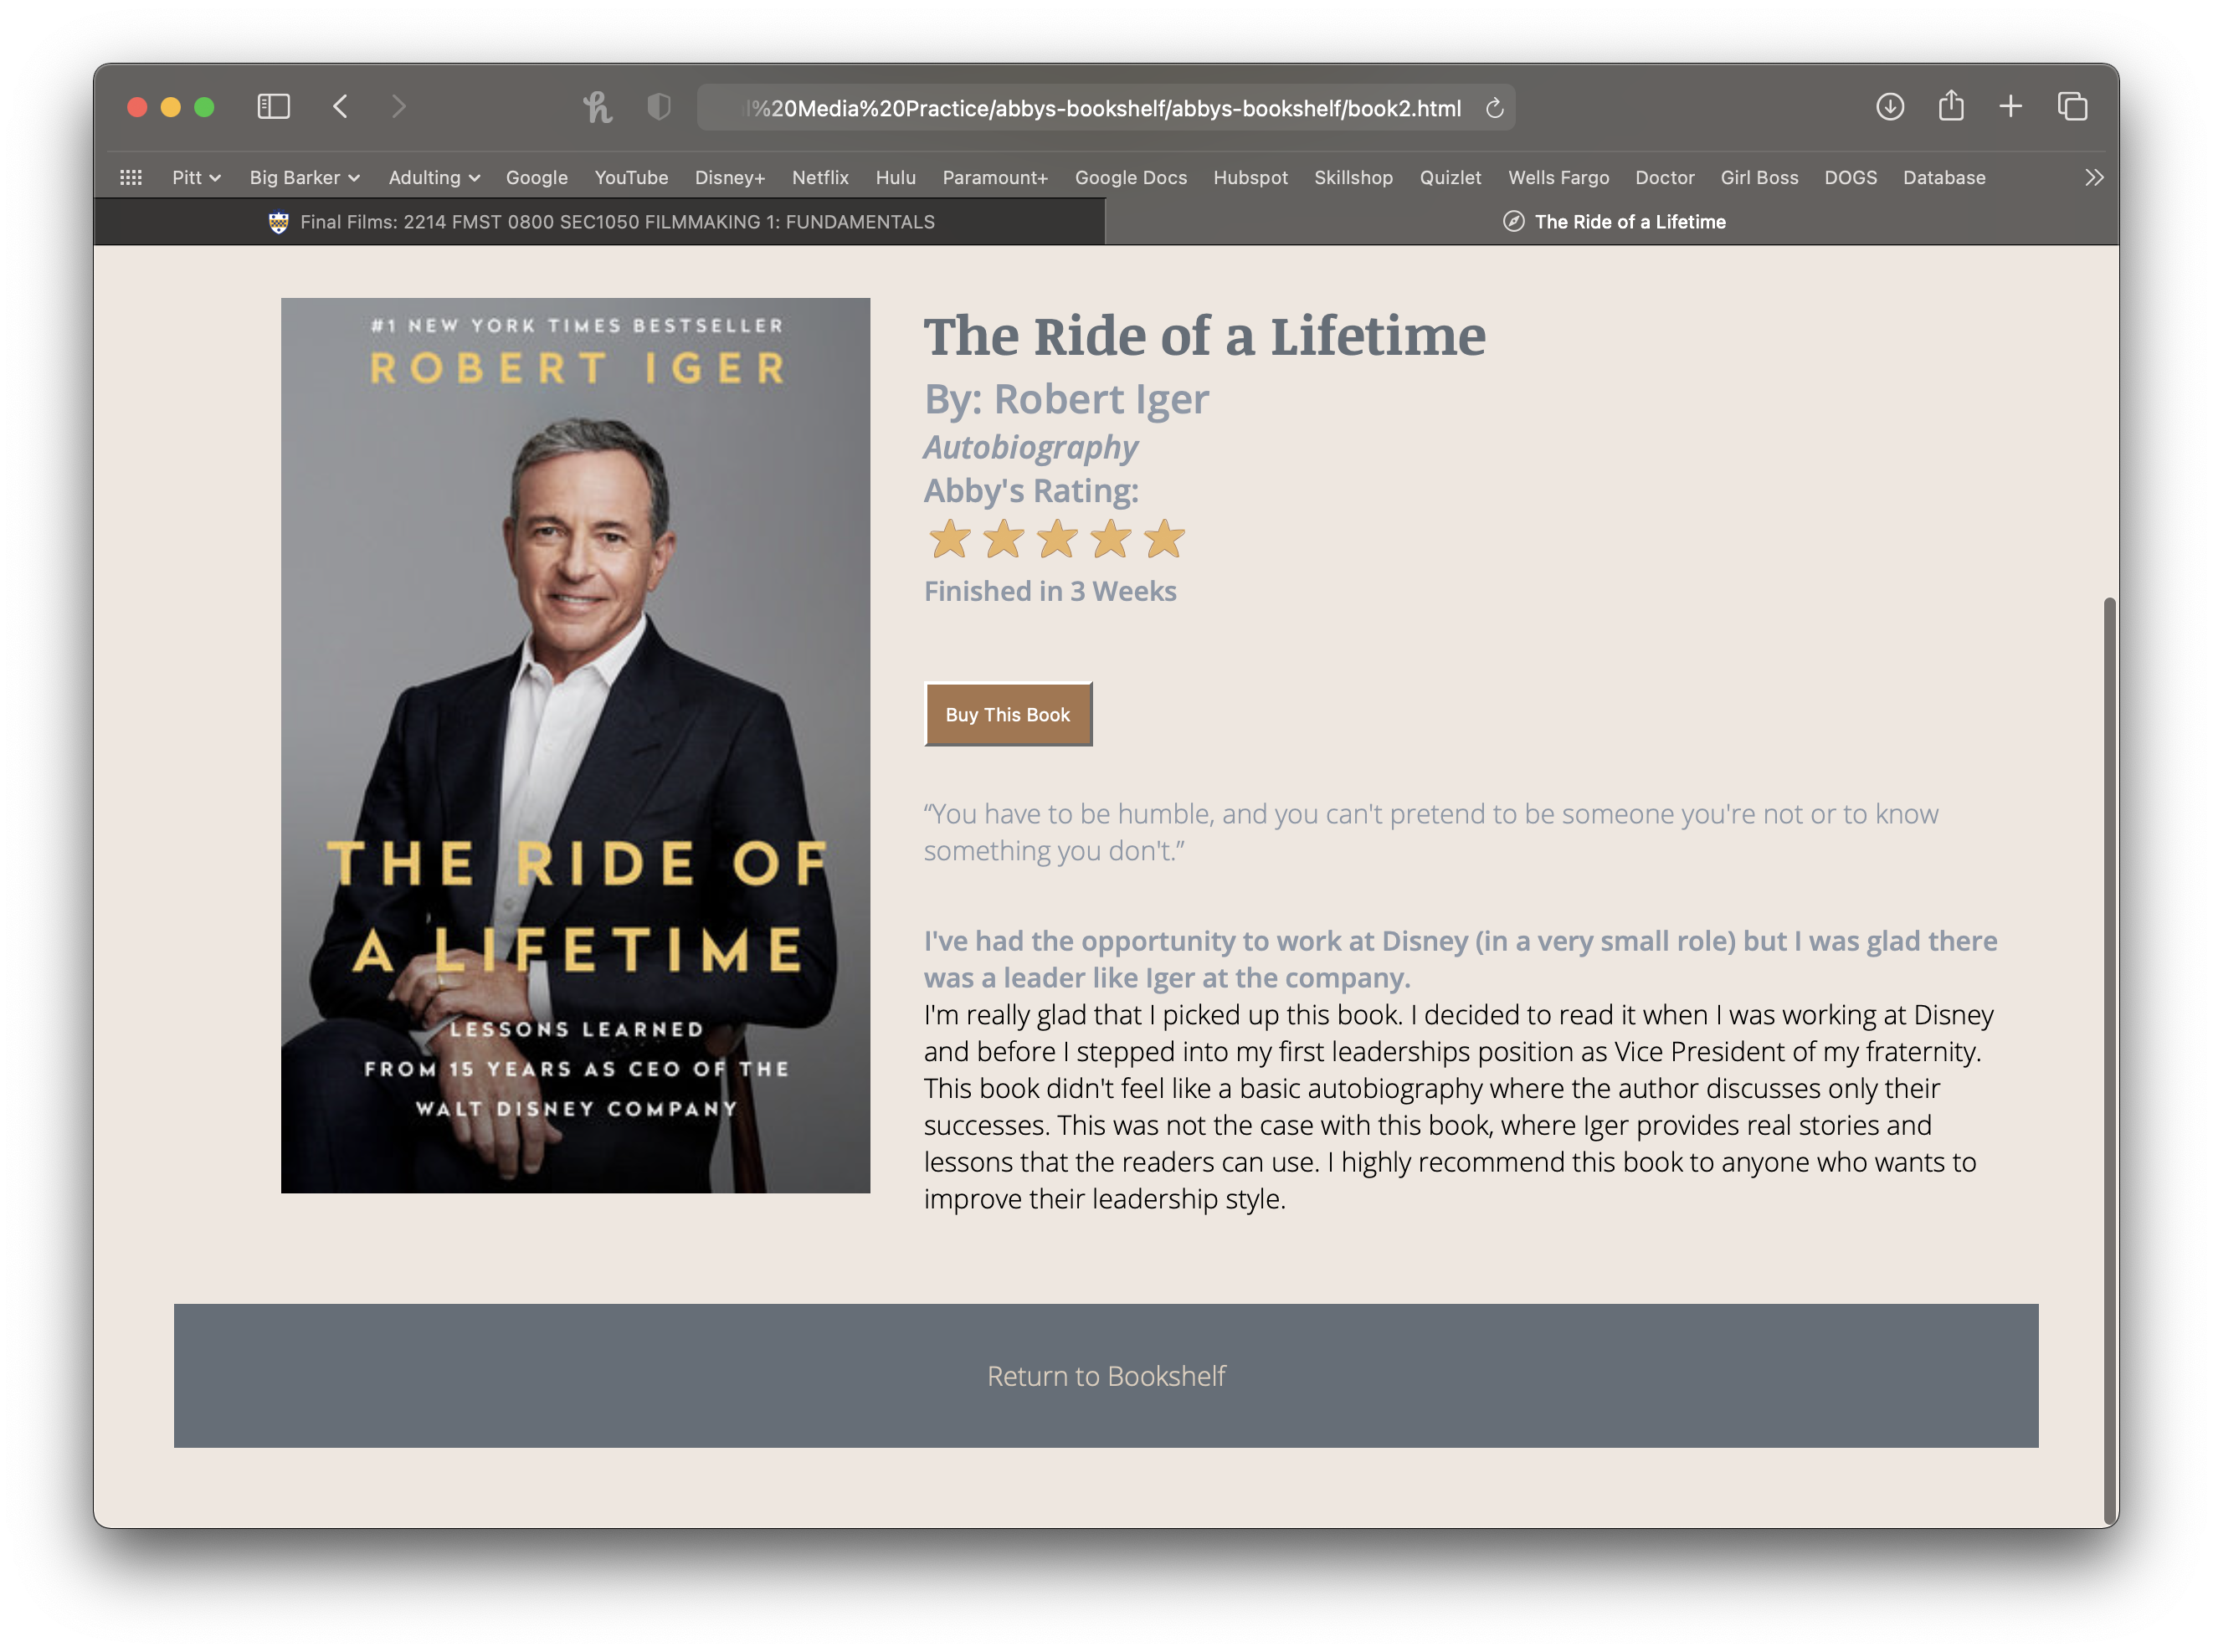 l%20Media%20Practice/abbys-bookshelf/abbys-bookshelf/book2.html
Pitt Big Barker Adulting Google YouTube Disney+ Netflix Hulu Paramount+ Google Docs Hubspot Skillshop Quizlet Wells Fargo Doctor Girl Boss DOGS Database
Final Films: 2214 FMST 0800 SEC1050 FILMMAKING 1: FUNDAMENTALS
The Ride of a Lifetime
#1 NEW YORK TIMES BESTSELLER
ROBERT IGER
THE RIDE OF
A LIFETIME
LESSONS LEARNED
FROM 15 YEARS AS CEO OF THE
WALT DISNEY COMPANY
The Ride of a Lifetime
By: Robert Iger
Autobiography
Abby's Rating:
Finished in 3 Weeks
Buy This Book
“You have to be humble, and you can't pretend to be someone you're not or to know
something you don't.”
I've had the opportunity to work at Disney (in a very small role) but I was glad there
was a leader like Iger at the company.
I'm really glad that I picked up this book. I decided to read it when I was working at Disney
and before I stepped into my first leaderships position as Vice President of my fraternity.
This book didn't feel like a basic autobiography where the author discusses only their
successes. This was not the case with this book, where Iger provides real stories and
lessons that the readers can use. I highly recommend this book to anyone who wants to
improve their leadership style.
Return to Bookshelf